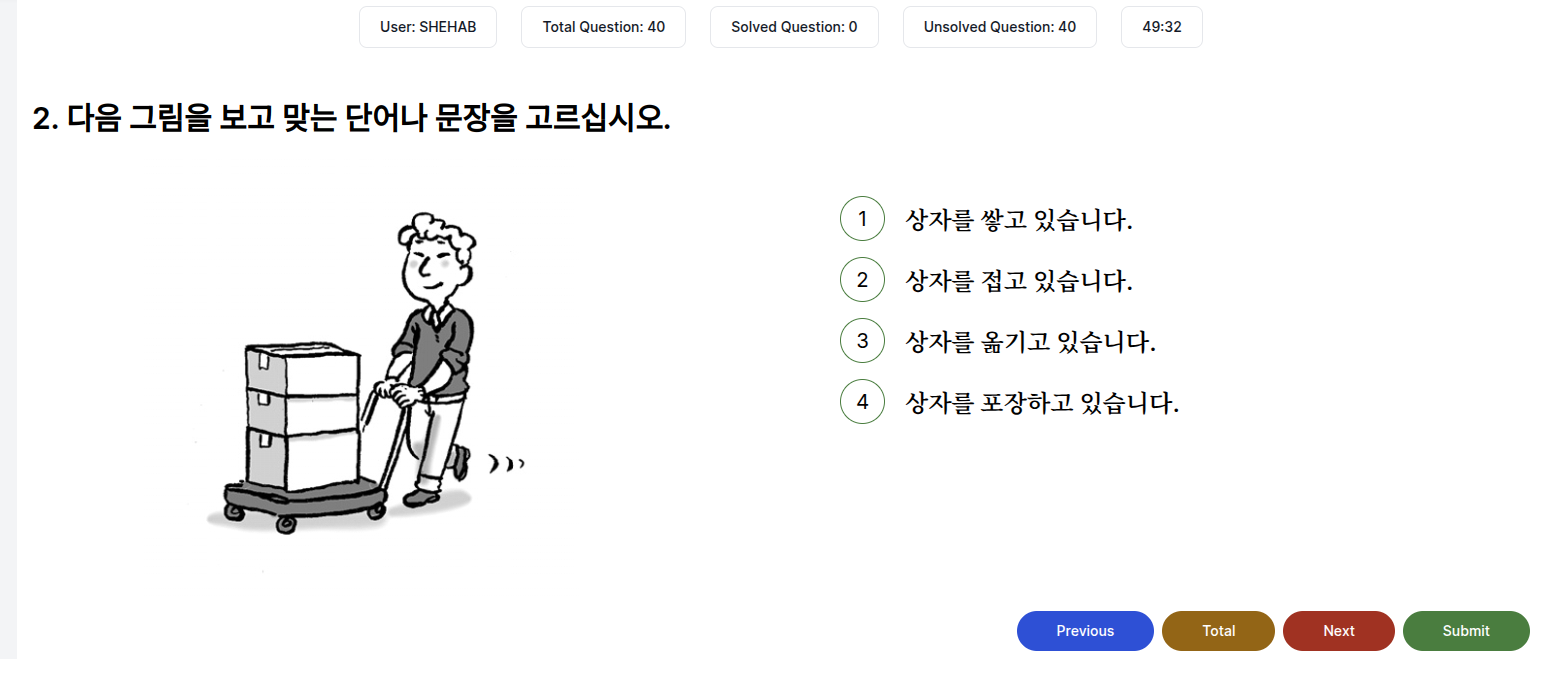 User: SHEHAB
Total Question: 40
Solved Question: 0
Unsolved Question: 40
49:32
2. 다음 그림을 보고 맞는 단어나 문장을 고르십시오.
1 상자를 쌓고 있습니다.
2 상자를 접고 있습니다.
3 상자를 옮기고 있습니다.
4 상자를 포장하고 있습니다.
Previous
Total
Next
Submit